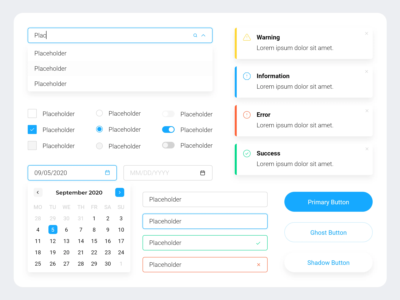 Plac
Placeholder
Placeholder
Placeholder
Placeholder Placeholder Placeholder
Placeholder Placeholder Placeholder
Placeholder Placeholder Placeholder
09/05/2020 MM/DD/YYYY
September 2020
MO TU WE TH FR SA SU
28 29 30 31 1 2 3
4 5 6 7 8 9 10
11 12 13 14 15 16 17
18 19 20 21 22 23 24
25 26 27 28 29 30
Placeholder
Placeholder
Placeholder
Placeholder
Warning
Lorem ipsum dolor sit amet.
Information
Lorem ipsum dolor sit amet.
Error
Lorem ipsum dolor sit amet.
Success
Lorem ipsum dolor sit amet.
Primary Button
Ghost Button
Shadow Button